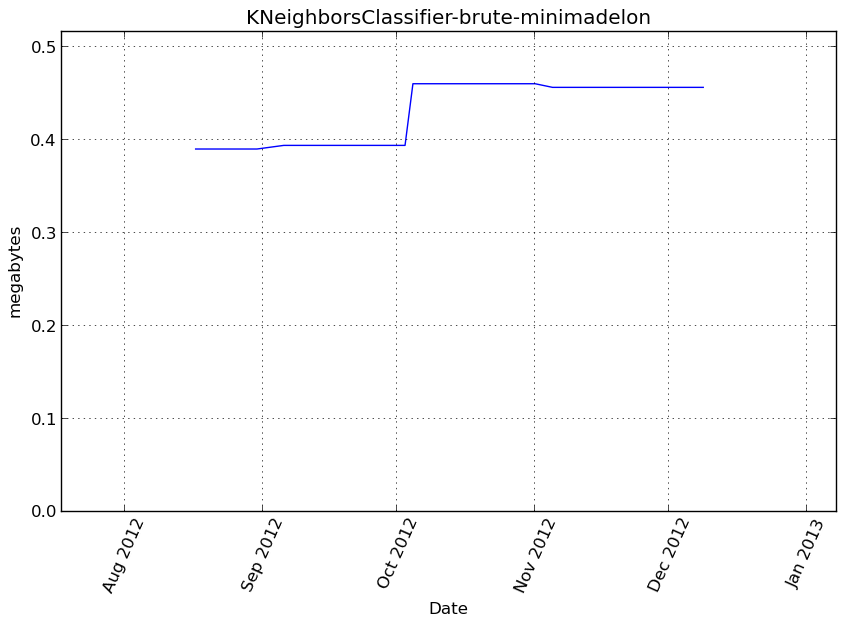 KNeighborsClassifier-brute-minimadelon
0.5
0.4
0.3
0.2
0.1
0.0
megabytes
Aug 2012
Sep 2012
Oct 2012
Nov 2012
Dec 2012
Jan 2013
Date